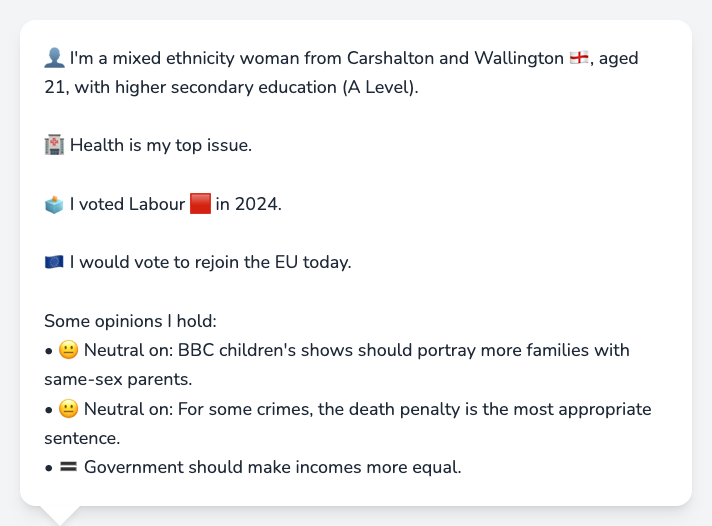 👤 I'm a mixed ethnicity woman from Carshalton and Wallington 🏴󠁧󠁢󠁥󠁮󠁧󠁿, aged
21, with higher secondary education (A Level).
🏥 Health is my top issue.
🗳️ I voted Labour 🟥 in 2024.
🇪🇺 I would vote to rejoin the EU today.
Some opinions I hold:
• 😐 Neutral on: BBC children's shows should portray more families with
same-sex parents.
• 😐 Neutral on: For some crimes, the death penalty is the most appropriate
sentence.
• 🟰 Government should make incomes more equal.